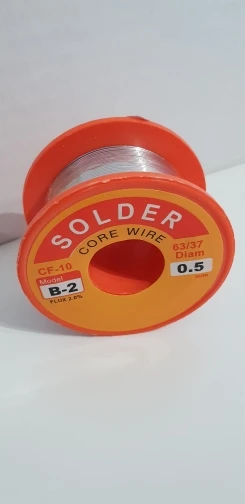 SOLDER
CORE WIRE
CF-10
Model
B-2
FLUX 2.0%
63/37
Diam
0.5
m/m